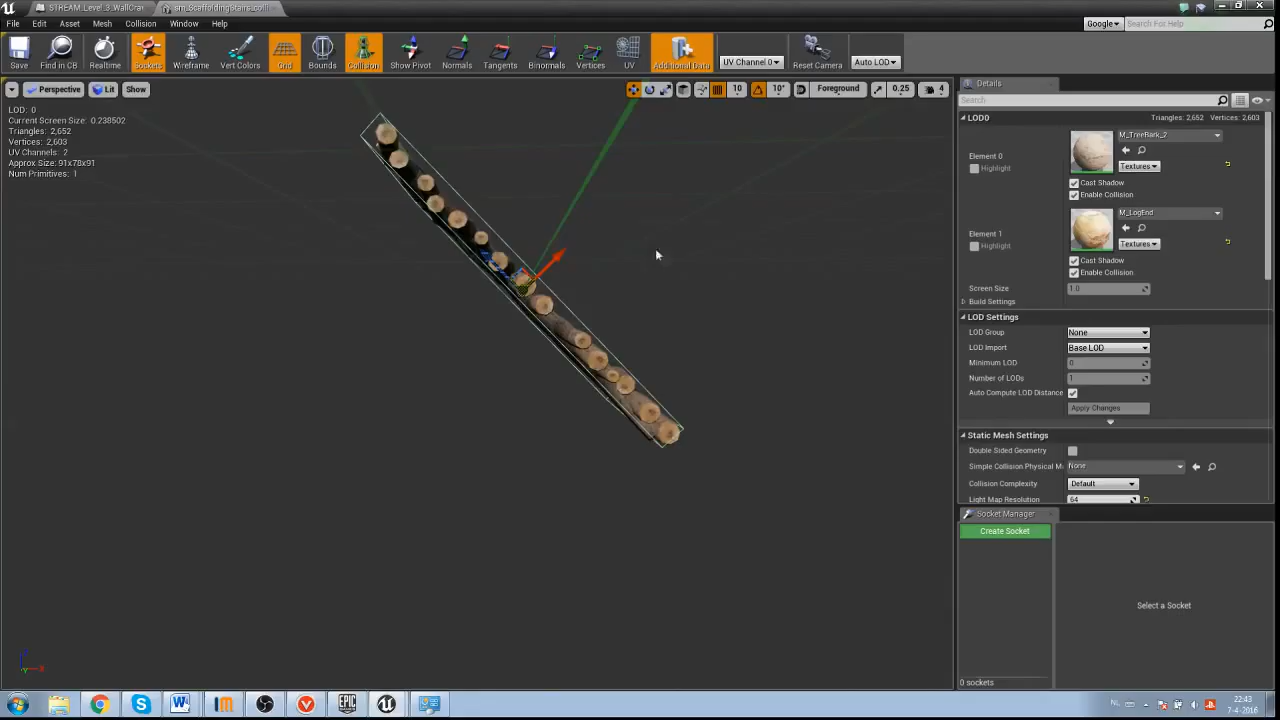 STREAM_Level_3_WallCran
sm_ScaffoldingStairs_colli
File Edit Asset Mesh Collision Window Help
Google
Search For Help
Save Find in CB Realtime Sockets Wireframe Vert Colors Grid Bounds Collision Show Pivot Normals Tangents Binormals Vertices UV Additional Data UV Channel 0 Reset Camera Auto LOD
Perspective Lit Show
10 10° Foreground 0.25 4
LOD: 0
Current Screen Size: 0.238502
Triangles: 2,652
Vertices: 2,603
UV Channels: 2
Approx Size: 91x78x91
Num Primitives: 1
Details
Search
LOD0 Triangles: 2,652 Vertices: 2,603
Element 0
Highlight
M_TreeBark_2
Textures
Cast Shadow
Enable Collision
Element 1
Highlight
M_LogEnd
Textures
Cast Shadow
Enable Collision
Screen Size 1.0
Build Settings
LOD Settings
LOD Group None
LOD Import Base LOD
Minimum LOD 0
Number of LODs 1
Auto Compute LOD Distance
Apply Changes
Static Mesh Settings
Double Sided Geometry
Simple Collision Physical M None
Collision Complexity Default
Light Map Resolution 64
Socket Manager
Create Socket
Select a Socket
0 sockets
NL
22:43
7-4-2016